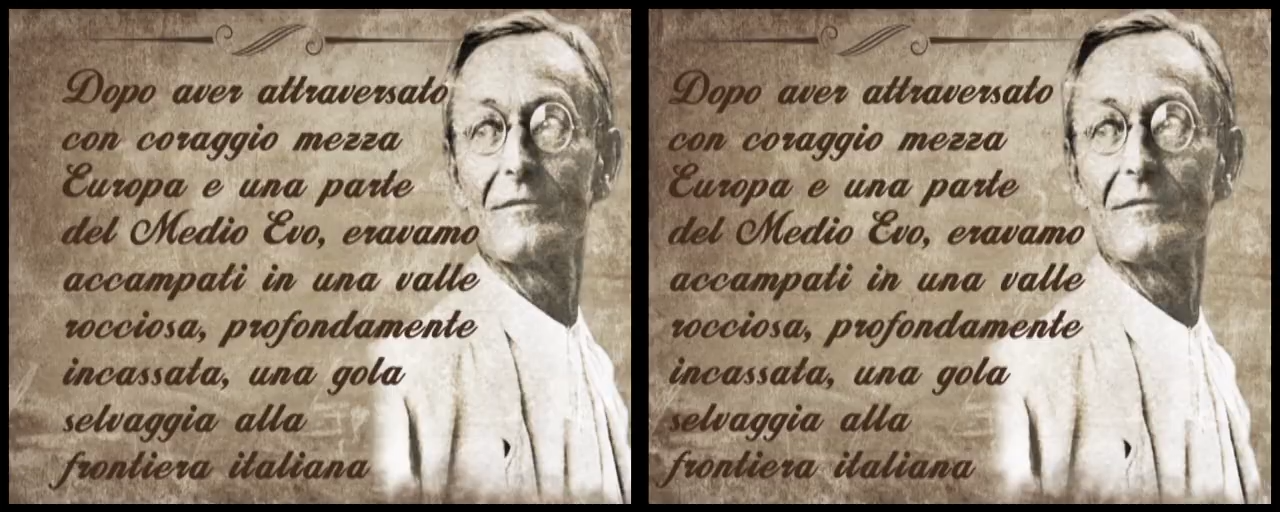 Dopo aver attraversato
con coraggio mezza
Europa e una parte
del Medio Evo, eravamo
accampati in una valle
rocciosa, profondamente
incassata, una gola
selvaggia alla
frontiera italiana
Dopo aver attraversato
con coraggio mezza
Europa e una parte
del Medio Evo, eravamo
accampati in una valle
rocciosa, profondamente
incassata, una gola
selvaggia alla
frontiera italiana